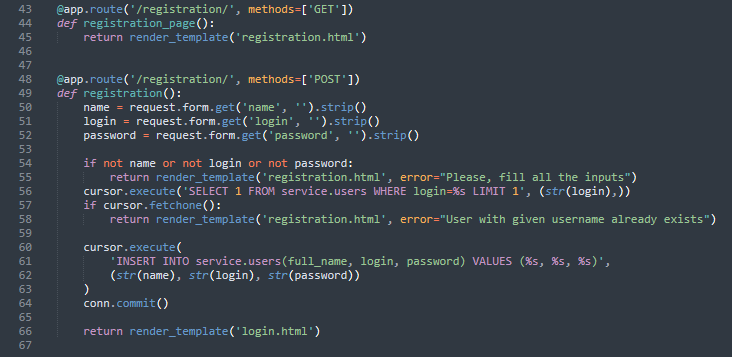 43 @app.route('/registration/', methods=['GET'])
44 def registration_page():
45     return render_template('registration.html')
46
47
48 @app.route('/registration/', methods=['POST'])
49 def registration():
50     name = request.form.get('name', '').strip()
51     login = request.form.get('login', '').strip()
52     password = request.form.get('password', '').strip()
53
54     if not name or not login or not password:
55         return render_template('registration.html', error="Please, fill all the inputs")
56     cursor.execute('SELECT 1 FROM service.users WHERE login=%s LIMIT 1', (str(login),))
57     if cursor.fetchone():
58         return render_template('registration.html', error="User with given username already exists")
59
60     cursor.execute(
61         'INSERT INTO service.users(full_name, login, password) VALUES (%s, %s, %s)',
62         (str(name), str(login), str(password))
63     )
64     conn.commit()
65
66     return render_template('login.html')
67